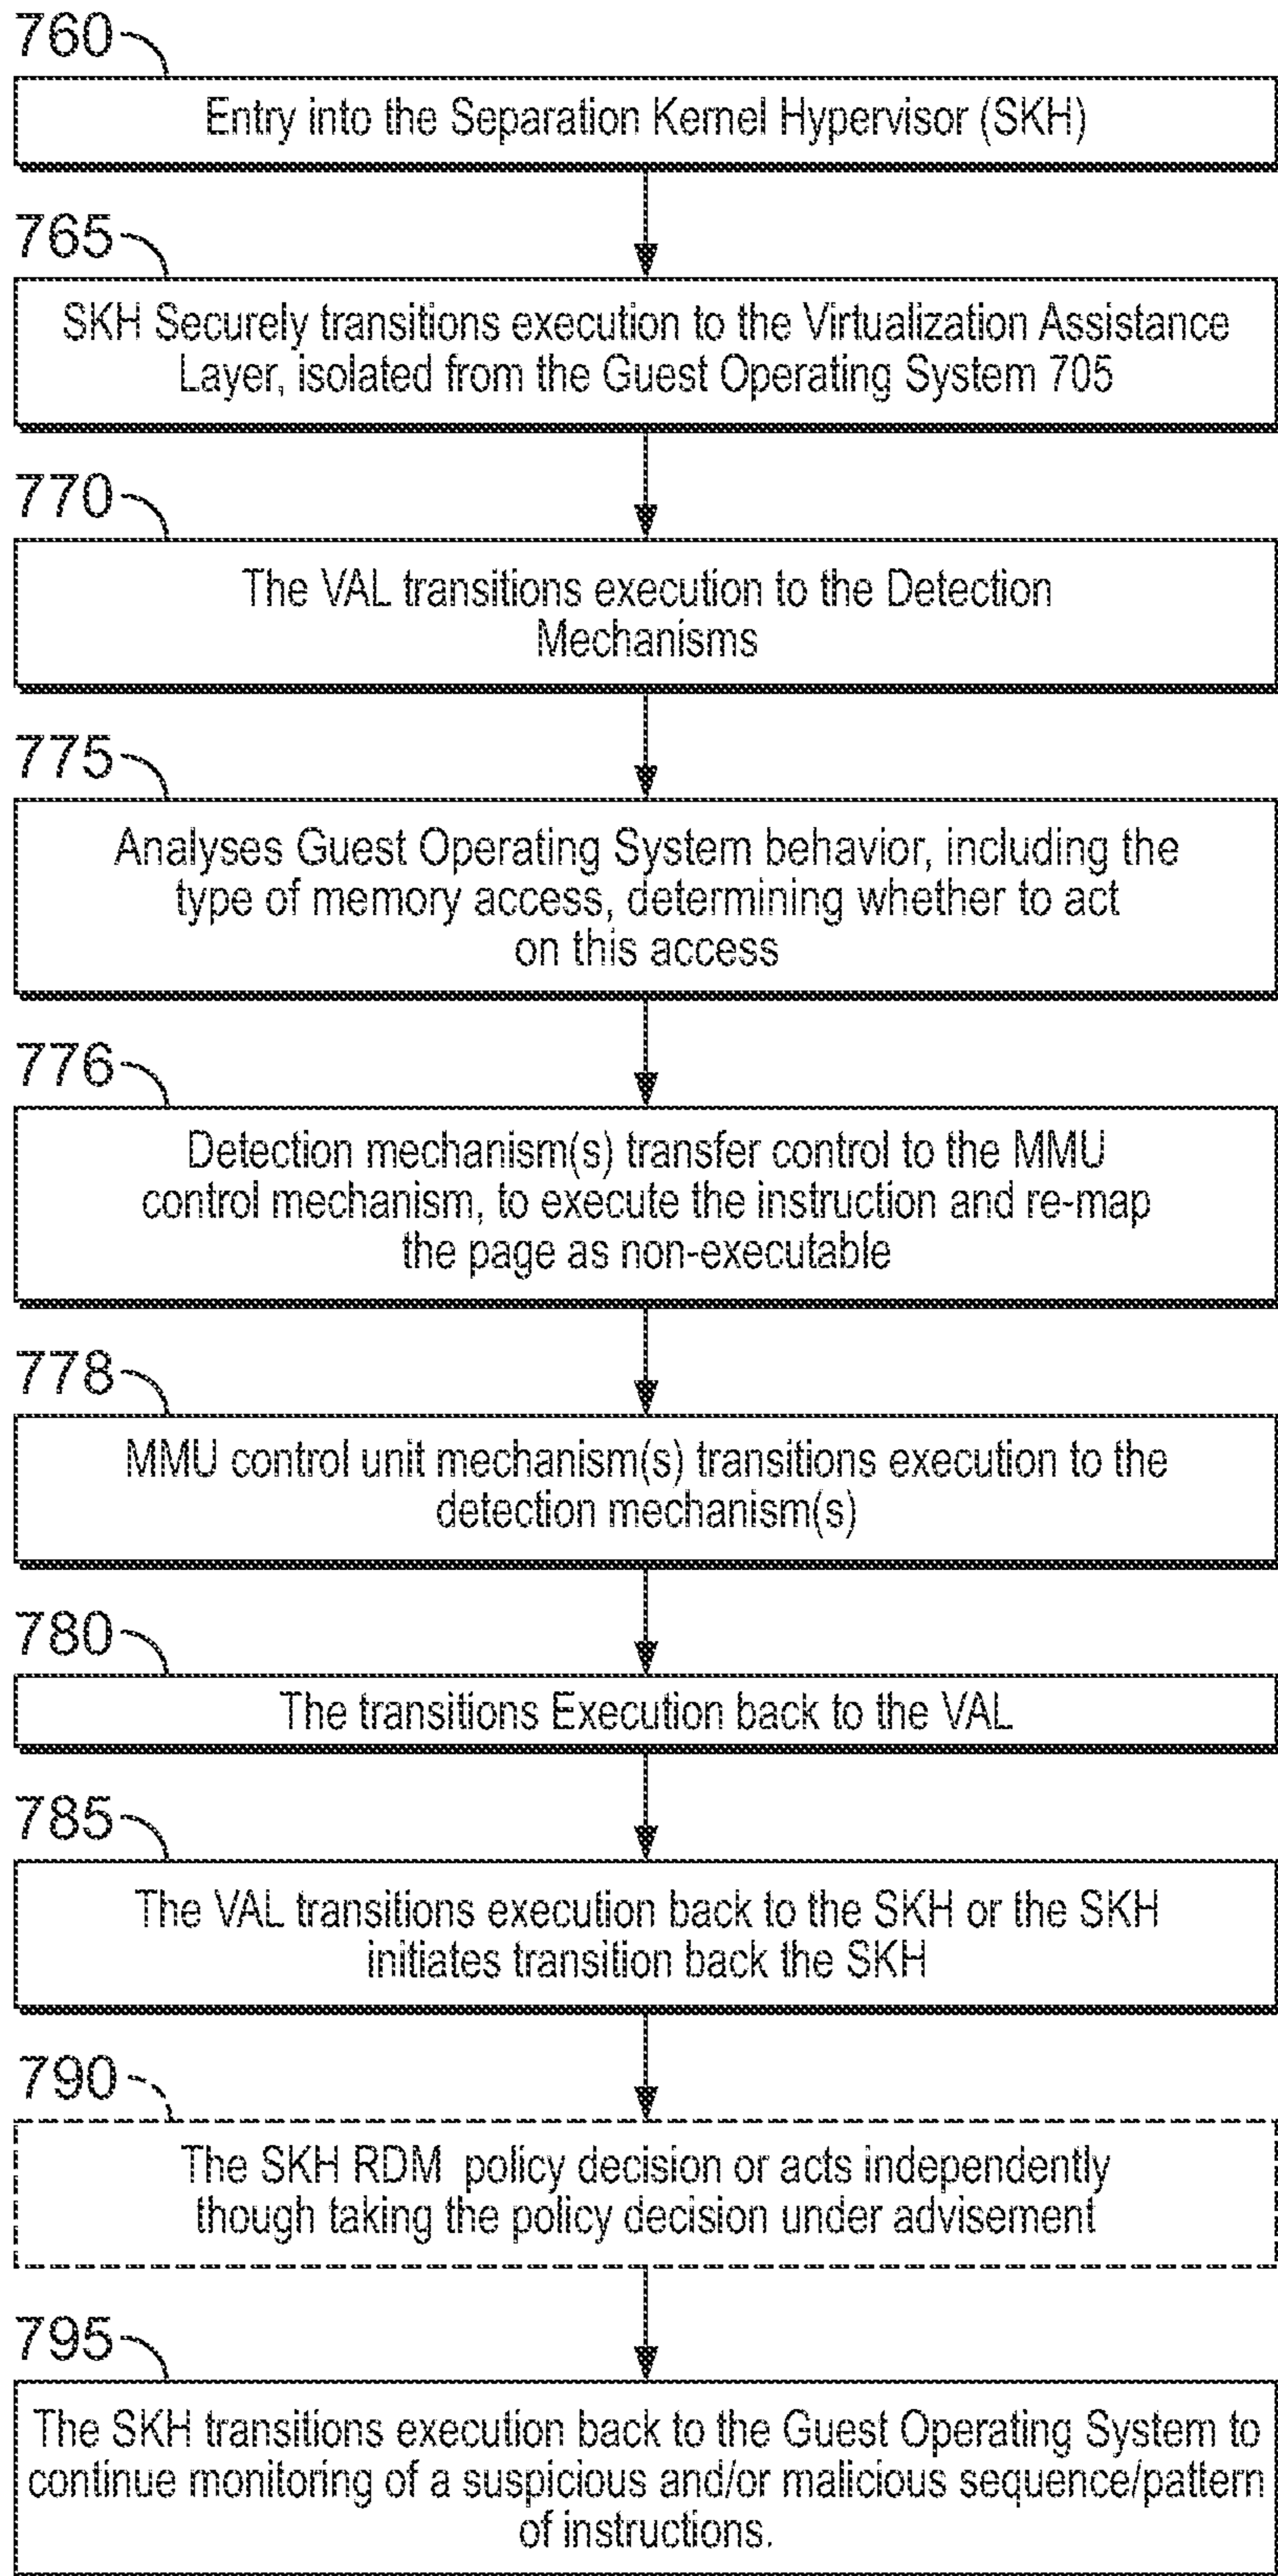 760
Entry into the Separation Kernel Hypervisor (SKH)
765
SKH Securely transitions execution to the Virtualization Assistance
Layer, isolated from the Guest Operating System 705
770
The VAL transitions execution to the Detection
Mechanisms
775
Analyses Guest Operating System behavior, including the
type of memory access, determining whether to act
on this access
776
Detection mechanism(s) transfer control to the MMU
control mechanism, to execute the instruction and re-map
the page as non-executable
778
MMU control unit mechanism(s) transitions execution to the
detection mechanism(s)
780
The transitions Execution back to the VAL
785
The VAL transitions execution back to the SKH or the SKH
initiates transition back the SKH
790
The SKH RDM policy decision or acts independently
though taking the policy decision under advisement
795
The SKH transitions execution back to the Guest Operating System to
continue monitoring of a suspicious and/or malicious sequence/pattern
of instructions.